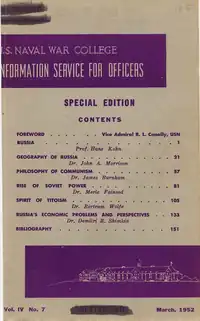 U.S. NAVAL WAR COLLEGE
INFORMATION SERVICE FOR OFFICERS
SPECIAL EDITION
CONTENTS
FOREWORD Vice Admiral R. L. Conolly, USN
RUSSIA 1
Prof. Hans Kohn
GEOGRAPHY OF RUSSIA 21
Dr. John A. Morrison
PHILOSOPHY OF COMMUNISM 57
Dr. James Burnham
RISE OF SOVIET POWER 81
Dr. Merle Fainsod
SPIRIT OF TITOISM 105
Dr. Bertram Wolfe
RUSSIA'S ECONOMIC PROBLEMS AND PERSPECTIVES 133
Dr. Demitri B. Shimkin
BIBLIOGRAPHY 151
Vol. IV No. 7
March, 1952